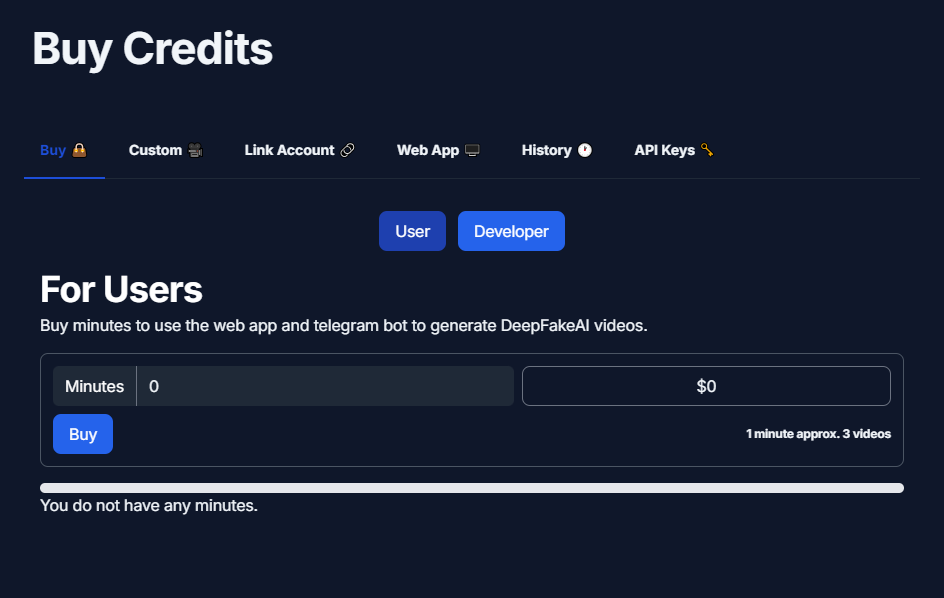 Buy Credits
Buy Custom Link Account Web App History API Keys
User Developer
For Users
Buy minutes to use the web app and telegram bot to generate DeepFakeAI videos.
Minutes 0 $0
Buy 1 minute approx. 3 videos
You do not have any minutes.